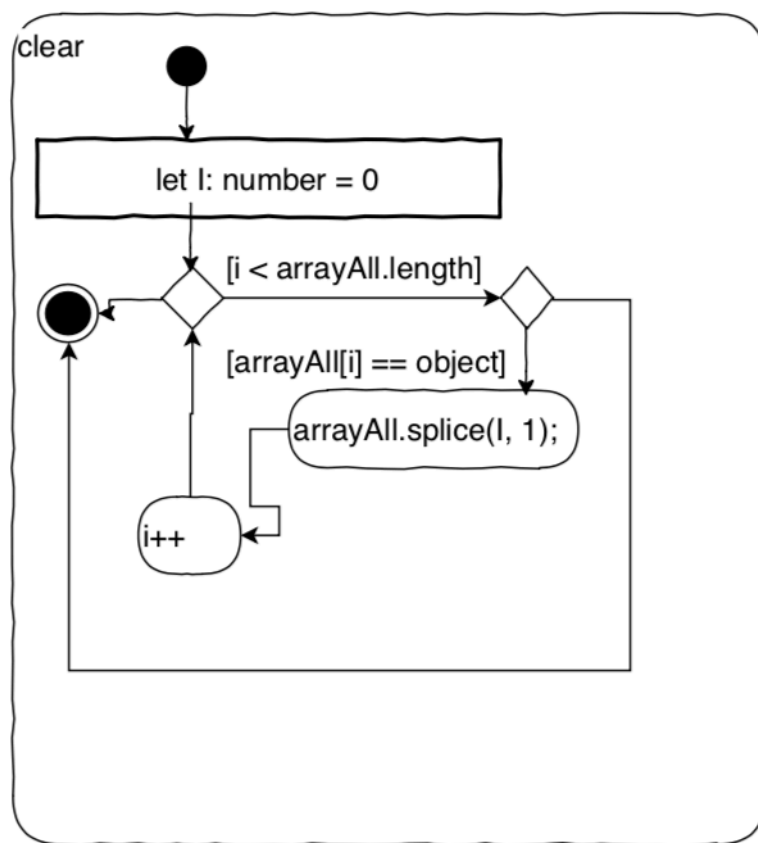 clear
let I: number = 0
[i < arrayAll.length]
[arrayAll[i] == object]
arrayAll.splice(I, 1);
i++